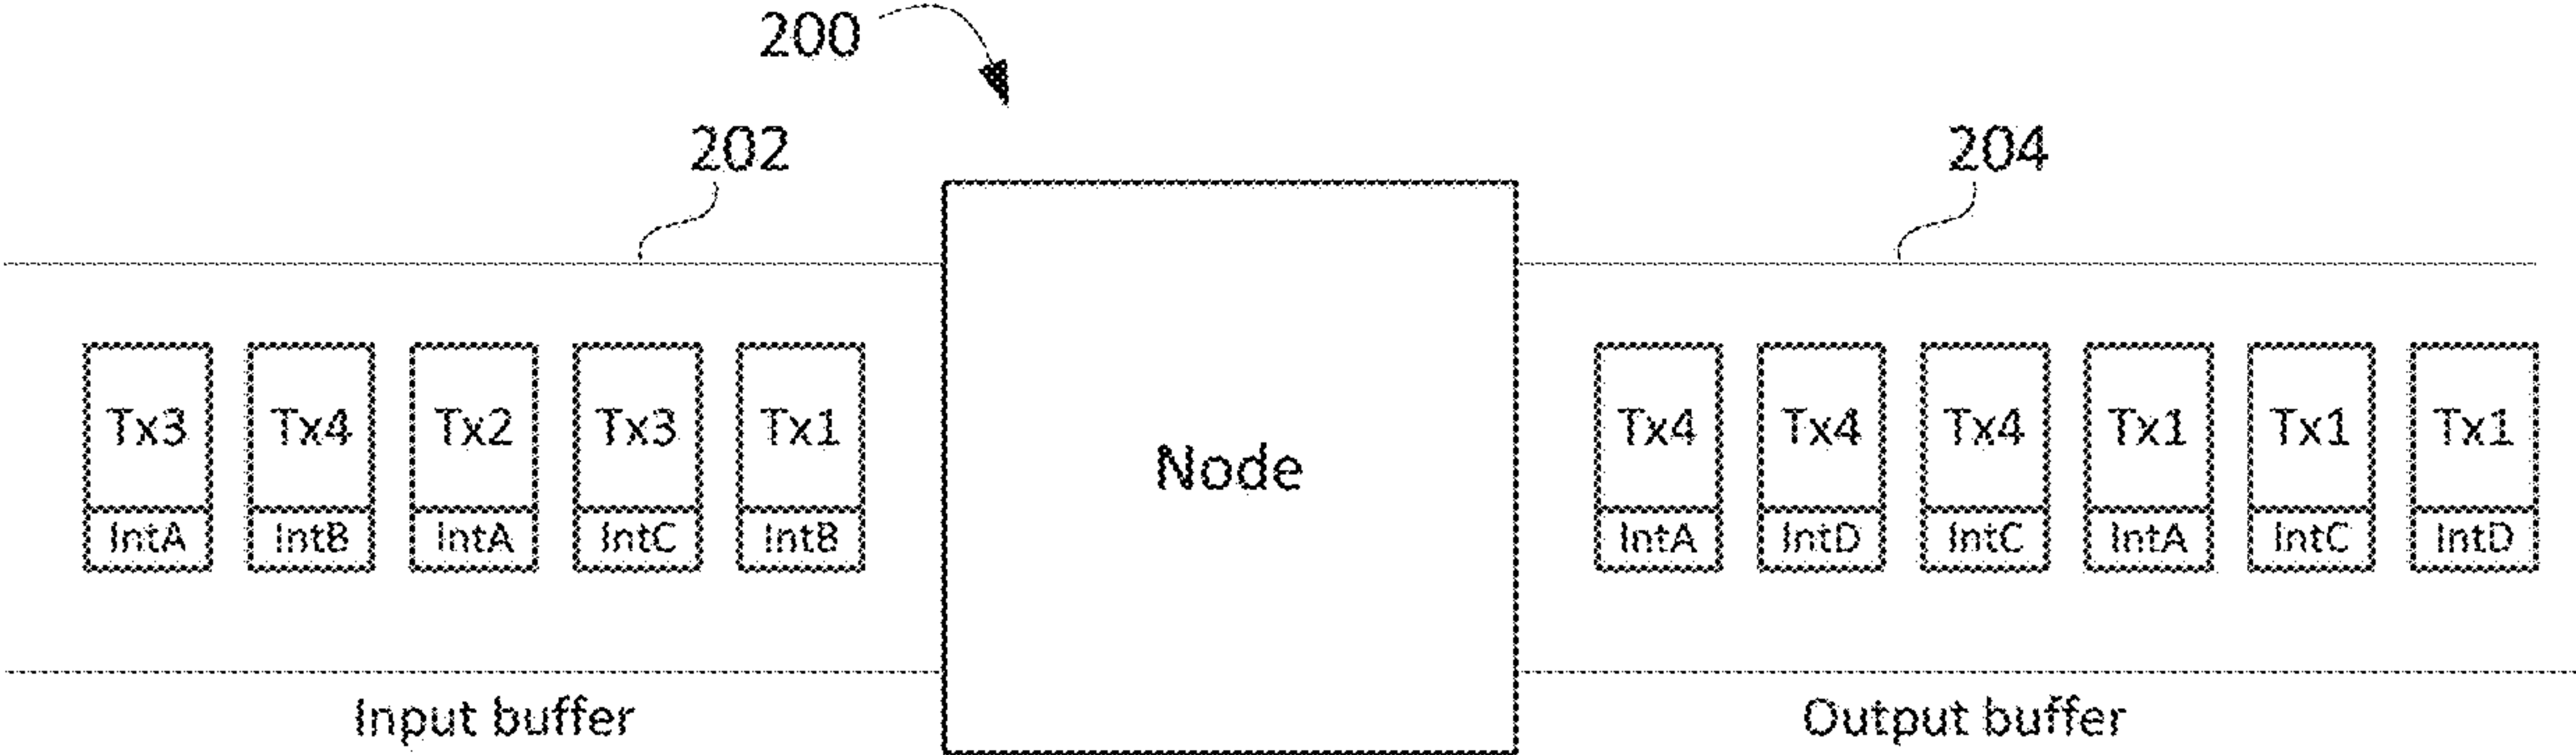 200
202
204
Tx3 Tx4 Tx2 Tx3 Tx1
IntA IntB IntA IntC IntB
Node
Tx4 Tx4 Tx4 Tx1 Tx1 Tx1
IntA IntD IntC IntA IntC IntD
Input buffer
Output buffer